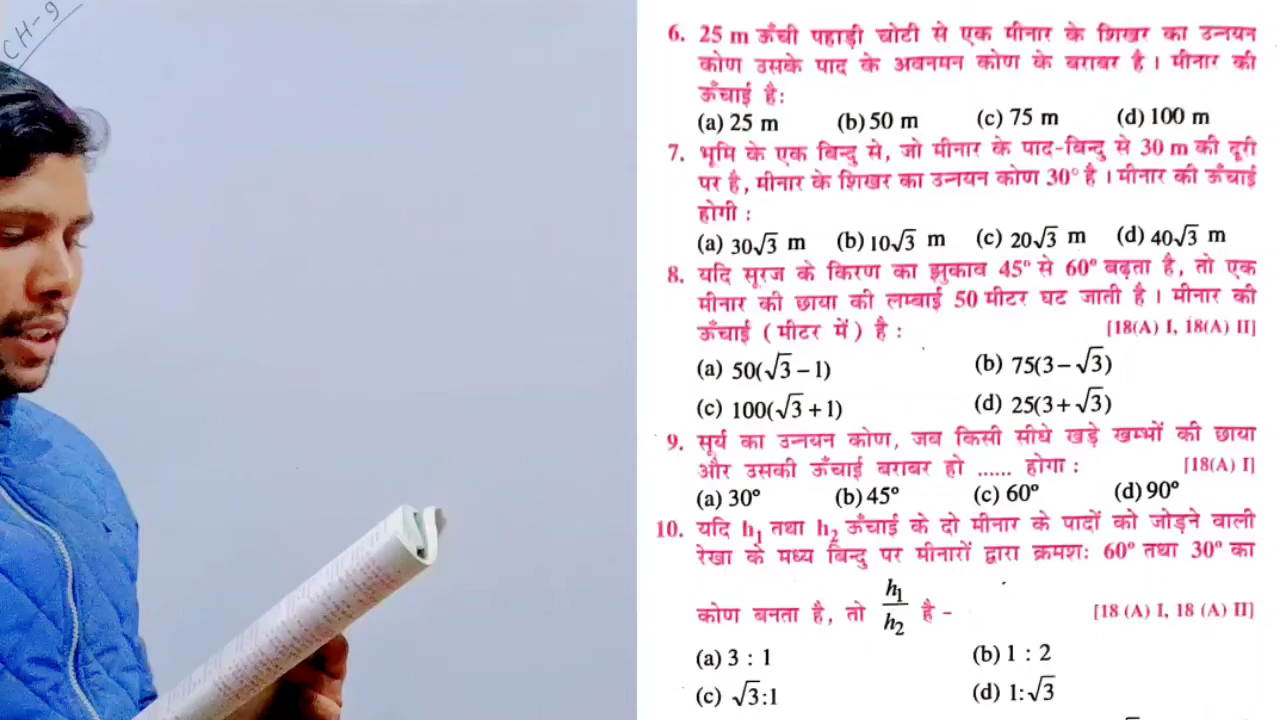 CH-9
6. 25 m ऊँची पहाड़ी चोटी से एक मीनार के शिखर का उन्नयन
कोण उसके पाद के अवनमन कोण के बराबर है। मीनार की
ऊँचाई है:
(a) 25 m (b) 50 m (c) 75 m (d) 100 m
7. भूमि के एक बिन्दु से, जो मीनार के पाद-बिन्दु से 30 m की दूरी
पर है, मीनार के शिखर का उन्नयन कोण 30° है। मीनार की ऊँचाई
होगी :
(a) 30√3 m (b) 10√3 m (c) 20√3 m (d) 40√3 m
8. यदि सूरज के किरण का झुकाव 45° से 60° बढ़ता है, तो एक
मीनार की छाया की लम्बाई 50 मीटर घट जाती है। मीनार की
ऊँचाई (मीटर में) है : [18(A) I, 18(A) II]
(a) 50(√3 – 1) (b) 75(3 – √3)
(c) 100(√3 + 1) (d) 25(3 + √3)
9. सूर्य का उन्नयन कोण, जब किसी सीधे खड़े खम्भों की छाया
और उसकी ऊँचाई बराबर हो ...... होगा : [18(A) I]
(a) 30° (b) 45° (c) 60° (d) 90°
10. यदि h₁ तथा h₂ ऊँचाई के दो मीनार के पादों को जोड़ने वाली
रेखा के मध्य बिन्दु पर मीनारों द्वारा क्रमशः 60° तथा 30° का
कोण बनता है, तो h₁/h₂ है – [18 (A) I, 18 (A) II]
(a) 3 : 1 (b) 1 : 2
(c) √3:1 (d) 1:√3